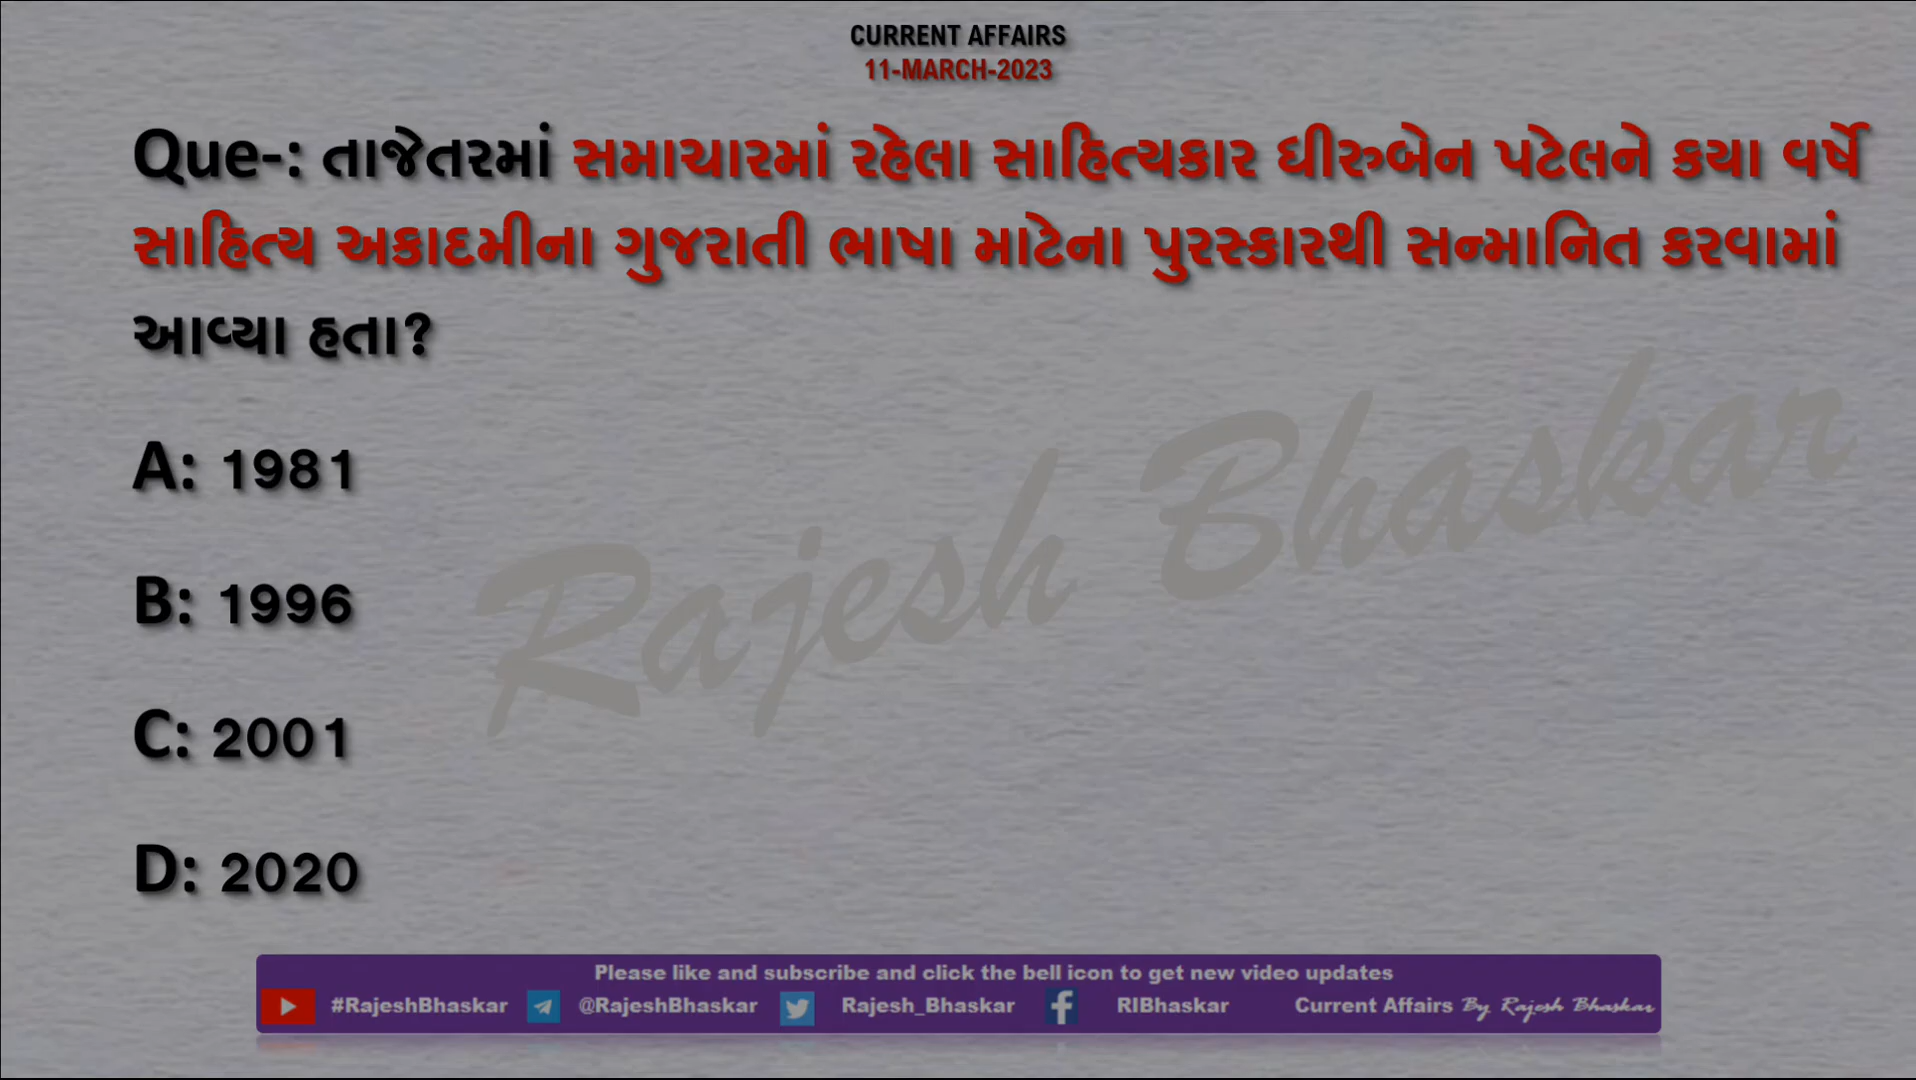 CURRENT AFFAIRS
11-MARCH-2023
Que-: તાજેતરમાં સમાચારમાં રહેલા સાહિત્યકાર ધીરુબેન પટેલને કયા વર્ષે
સાહિત્ય અકાદમીના ગુજરાતી ભાષા માટેના પુરસ્કારથી સન્માનિત કરવામાં
આવ્યા હતા?
A: 1981
B: 1996
C: 2001
D: 2020
Rajesh Bhaskar
Please like and subscribe and click the bell icon to get new video updates
#RajeshBhaskar @RajeshBhaskar Rajesh_Bhaskar RIBhaskar Current Affairs By Rajesh Bhaskar